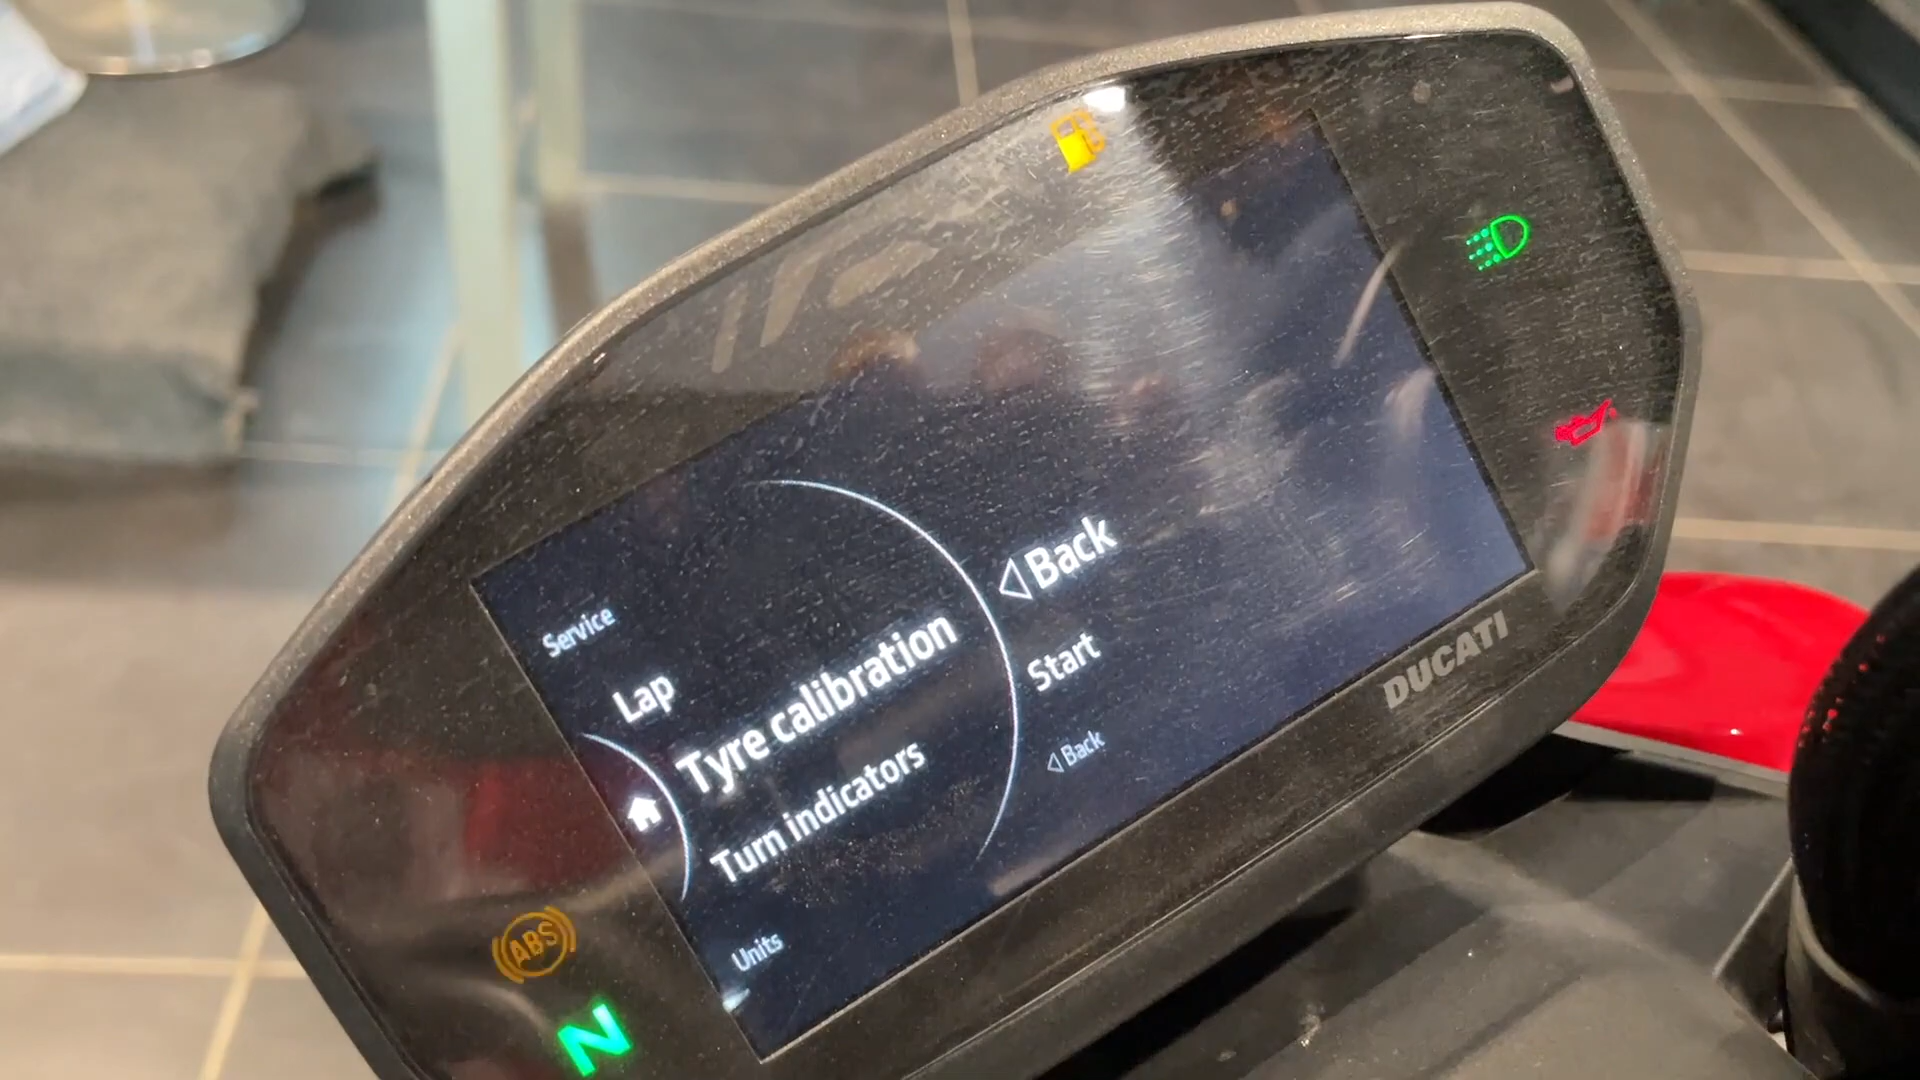 Service
Lap
Tyre calibration
Turn indicators
Units
◁Back
Start
◁Back
DUCATI
ABS
N